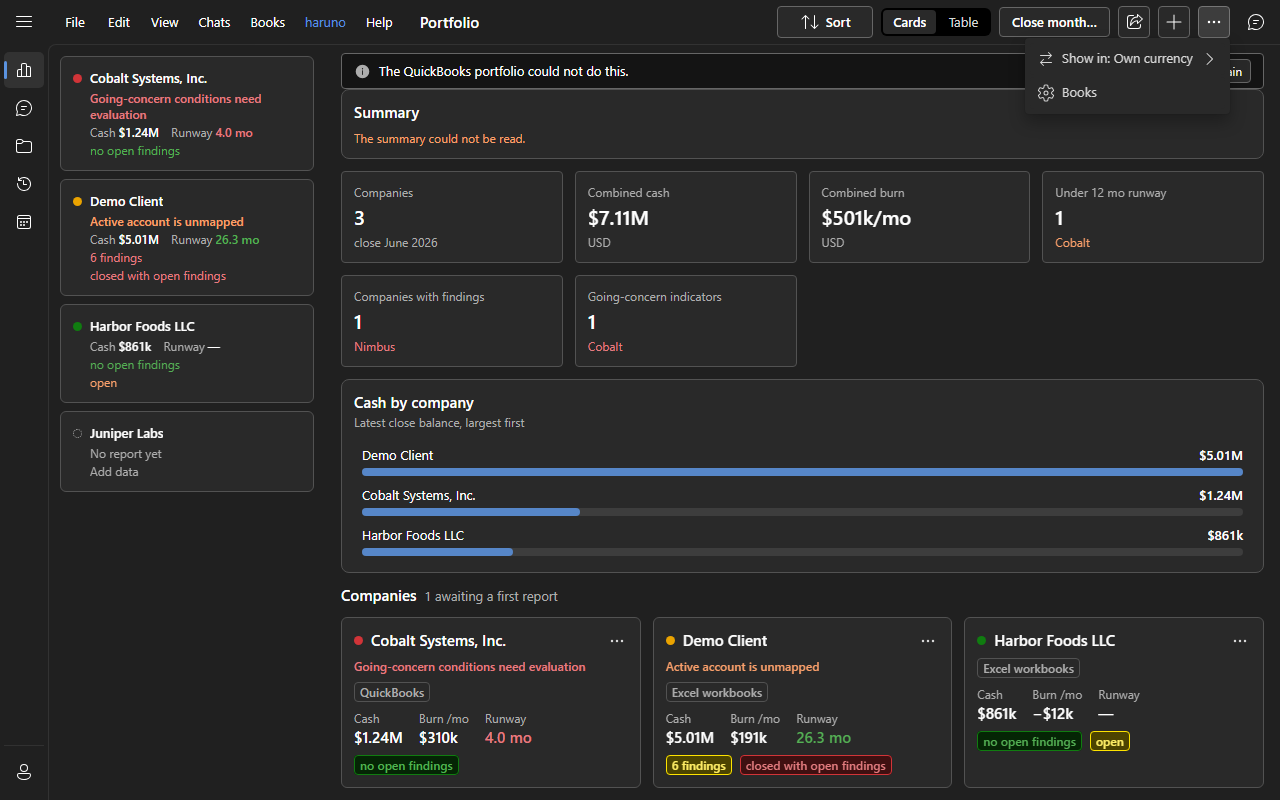 File Edit View Chats Books haruno Help Portfolio Sort Cards Table Close month...
Show in: Own currency
Books
Cobalt Systems, Inc.
Going-concern conditions need
evaluation
Cash $1.24M Runway 4.0 mo
no open findings
Demo Client
Active account is unmapped
Cash $5.01M Runway 26.3 mo
6 findings
closed with open findings
Harbor Foods LLC
Cash $861k Runway —
no open findings
open
Juniper Labs
No report yet
Add data
The QuickBooks portfolio could not do this.
Summary
The summary could not be read.
Companies
3
close June 2026
Combined cash
$7.11M
USD
Combined burn
$501k/mo
USD
Under 12 mo runway
1
Cobalt
Companies with findings
1
Nimbus
Going-concern indicators
1
Cobalt
Cash by company
Latest close balance, largest first
Demo Client $5.01M
Cobalt Systems, Inc. $1.24M
Harbor Foods LLC $861k
Companies 1 awaiting a first report
Cobalt Systems, Inc.
Going-concern conditions need evaluation
QuickBooks
Cash Burn /mo Runway
$1.24M $310k 4.0 mo
no open findings
Demo Client
Active account is unmapped
Excel workbooks
Cash Burn /mo Runway
$5.01M $191k 26.3 mo
6 findings closed with open findings
Harbor Foods LLC
Excel workbooks
Cash Burn /mo Runway
$861k −$12k —
no open findings open